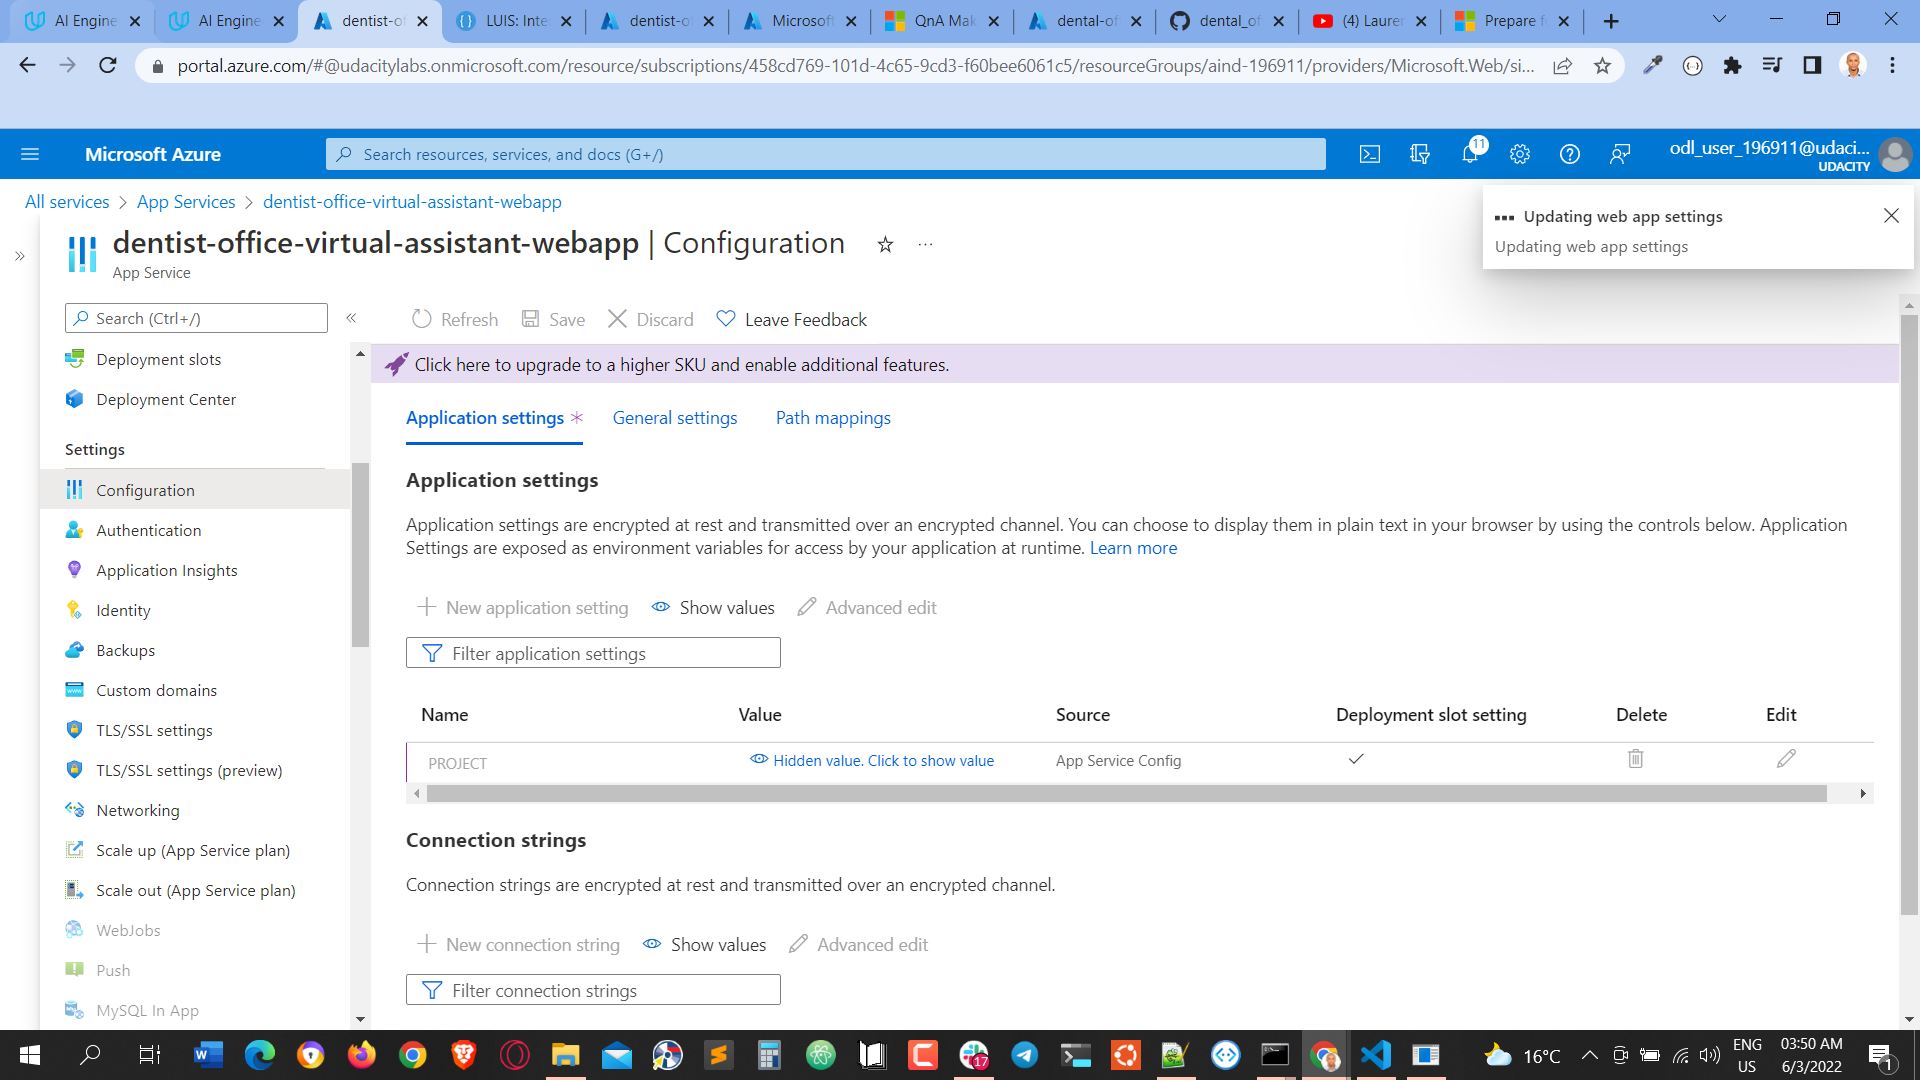 AI Engine
AI Engine
dentist-of
LUIS: Inte
dentist-of
Microsoft
QnA Mak
dental-off
dental_of
(4) Lauren
Prepare f
portal.azure.com/#@udacitylabs.onmicrosoft.com/resource/subscriptions/458cd769-101d-4c65-9cd3-f60bee6061c5/resourceGroups/aind-196911/providers/Microsoft.Web/si...
Microsoft Azure
Search resources, services, and docs (G+/)
11
odl_user_196911@udaci...
UDACITY
All services > App Services > dentist-office-virtual-assistant-webapp
Updating web app settings
Updating web app settings
dentist-office-virtual-assistant-webapp | Configuration
App Service
Search (Ctrl+/)
Refresh
Save
Discard
Leave Feedback
Click here to upgrade to a higher SKU and enable additional features.
Deployment slots
Deployment Center
Settings
Configuration
Authentication
Application Insights
Identity
Backups
Custom domains
TLS/SSL settings
TLS/SSL settings (preview)
Networking
Scale up (App Service plan)
Scale out (App Service plan)
WebJobs
Push
MySQL In App
Application settings
General settings
Path mappings
Application settings
Application settings are encrypted at rest and transmitted over an encrypted channel. You can choose to display them in plain text in your browser by using the controls below. Application
Settings are exposed as environment variables for access by your application at runtime. Learn more
New application setting
Show values
Advanced edit
Filter application settings
Name Value Source Deployment slot setting Delete Edit
PROJECT Hidden value. Click to show value App Service Config
Connection strings
Connection strings are encrypted at rest and transmitted over an encrypted channel.
New connection string
Show values
Advanced edit
Filter connection strings
17
16°C
ENG
US
03:50 AM
6/3/2022
1